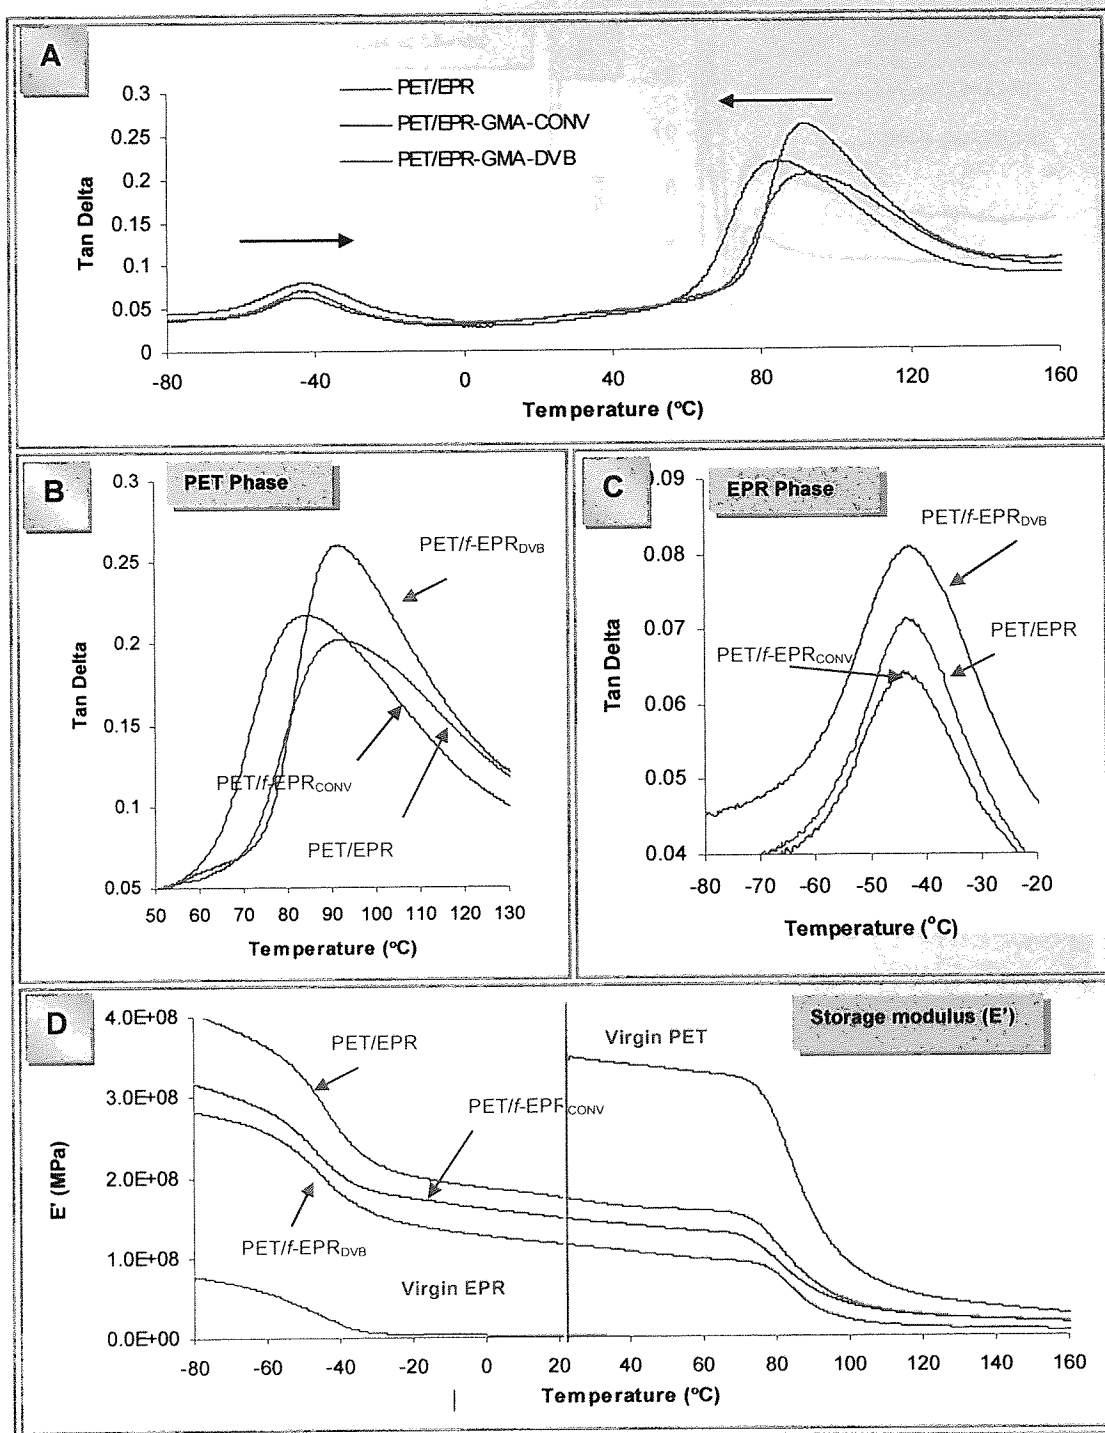 A
PET/EPR
PET/EPR-GMA-CONV
PET/EPR-GMA-DVB
Tan Delta
0.3
0.25
0.2
0.15
0.1
0.05
0
-80 -40 0 40 80 120 160
Temperature (ºC)
B
PET Phase
Tan Delta
0.3
0.25
0.2
0.15
0.1
0.05
PET/f-EPRDVB
PET/f-EPRCONV
PET/EPR
50 60 70 80 90 100 110 120 130
Temperature (ºC)
C
EPR Phase
Tan Delta
0.09
0.08
0.07
0.06
0.05
0.04
PET/f-EPRDVB
PET/EPR
PET/f-EPRCONV
-80 -70 -60 -50 -40 -30 -20
Temperature (°C)
D
Storage modulus (E')
E' (MPa)
4.0E+08
3.0E+08
2.0E+08
1.0E+08
0.0E+00
PET/EPR
Virgin PET
PET/f-EPRCONV
PET/f-EPRDVB
Virgin EPR
-80 -60 -40 -20 0 20 40 60 80 100 120 140 160
Temperature (ºC)